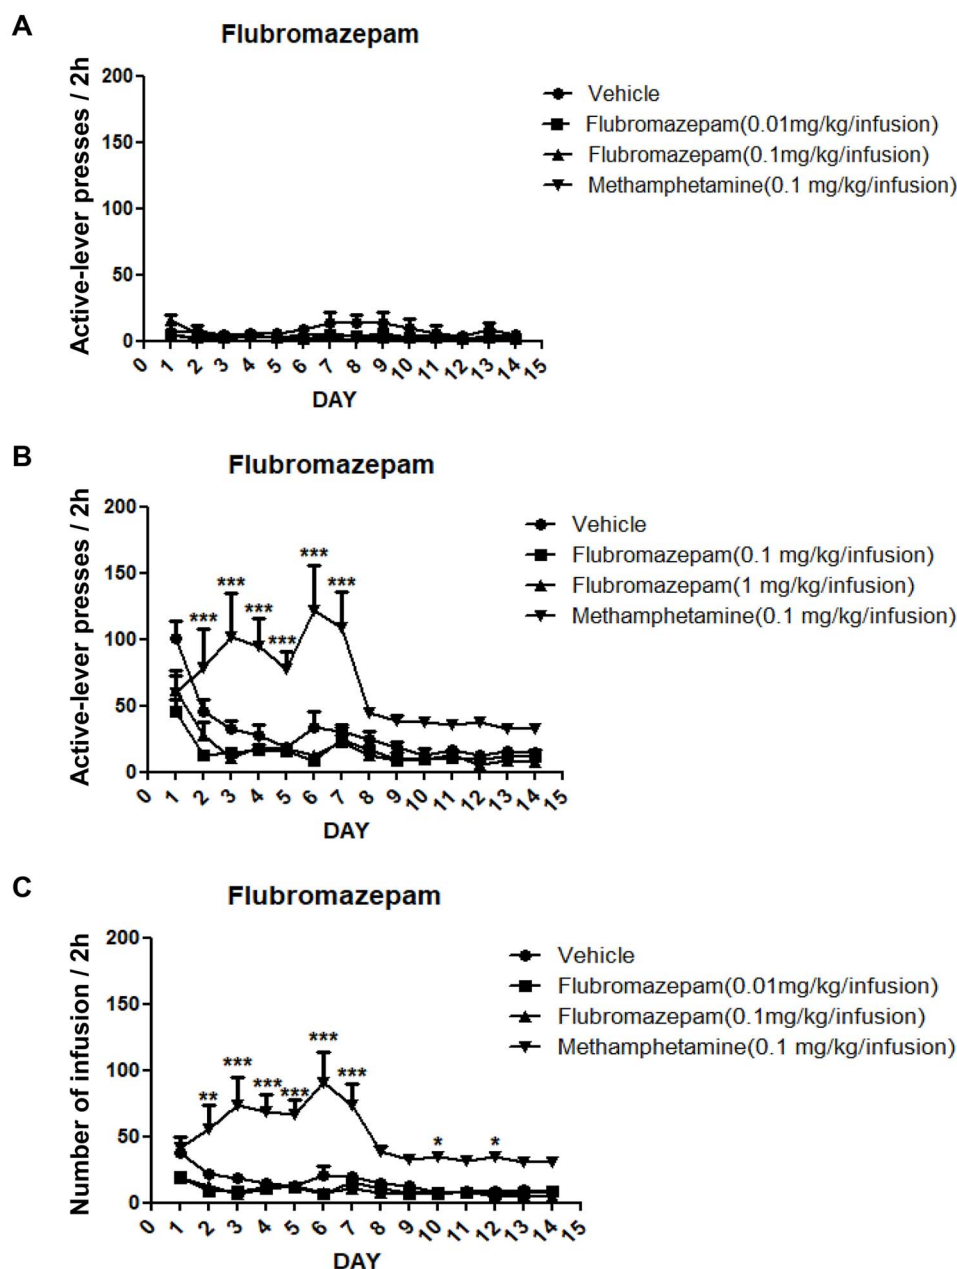 A
Flubromazepam
Active-lever presses / 2h
200
150
100
50
0
0 1 2 3 4 5 6 7 8 9 10 11 12 13 14 15
DAY
Vehicle
Flubromazepam(0.01mg/kg/infusion)
Flubromazepam(0.1mg/kg/infusion)
Methamphetamine(0.1 mg/kg/infusion)
B
Flubromazepam
Active-lever presses / 2h
200
150
100
50
0
*** *** *** *** *** ***
0 1 2 3 4 5 6 7 8 9 10 11 12 13 14 15
DAY
Vehicle
Flubromazepam(0.1 mg/kg/infusion)
Flubromazepam(1 mg/kg/infusion)
Methamphetamine(0.1 mg/kg/infusion)
C
Flubromazepam
Number of infusion / 2h
200
150
100
50
0
** *** *** *** *** *** * *
0 1 2 3 4 5 6 7 8 9 10 11 12 13 14 15
DAY
Vehicle
Flubromazepam(0.01mg/kg/infusion)
Flubromazepam(0.1mg/kg/infusion)
Methamphetamine(0.1 mg/kg/infusion)